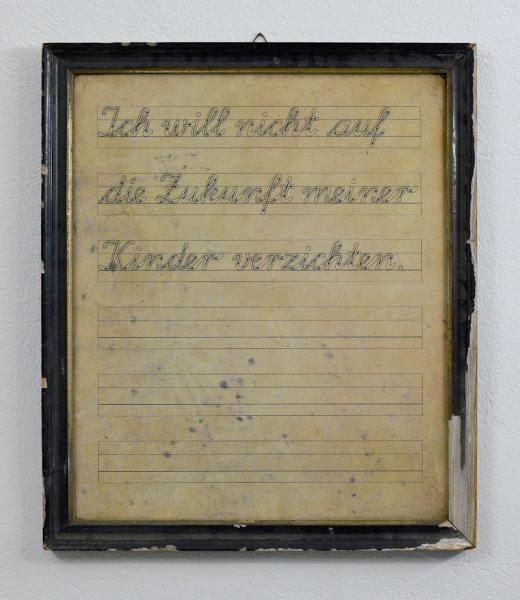 Ich will nicht auf
die Zukunft meiner
Kinder verzichten.